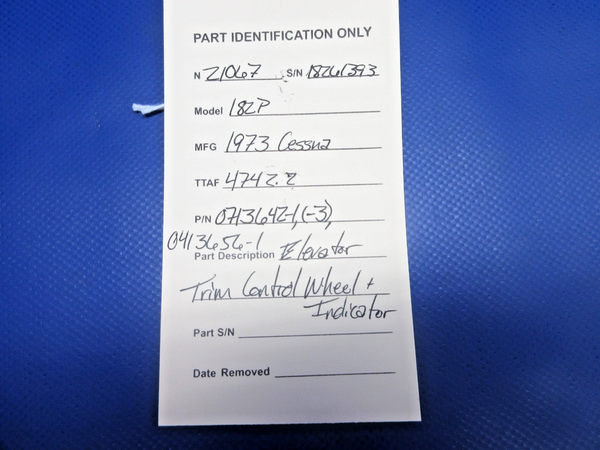 PART IDENTIFICATION ONLY
N 21067 S/N 18261393
Model 182P
MFG 1973 Cessna
TTAF 4742.2
P/N 0713642-1, (-3),
0413656-1
Part Description Elevator
Trim Control Wheel +
Indicator
Part S/N
Date Removed